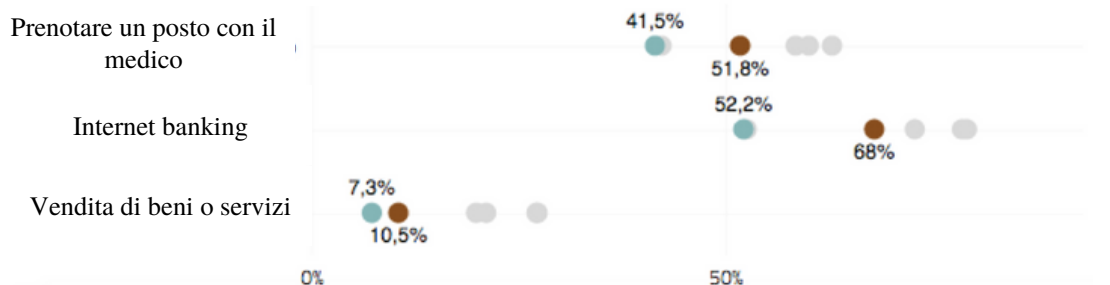 Prenotare un posto con il
medico
41,5%
51,8%
Internet banking
52,2%
68%
Vendita di beni o servizi
7,3%
10,5%
0%
50%